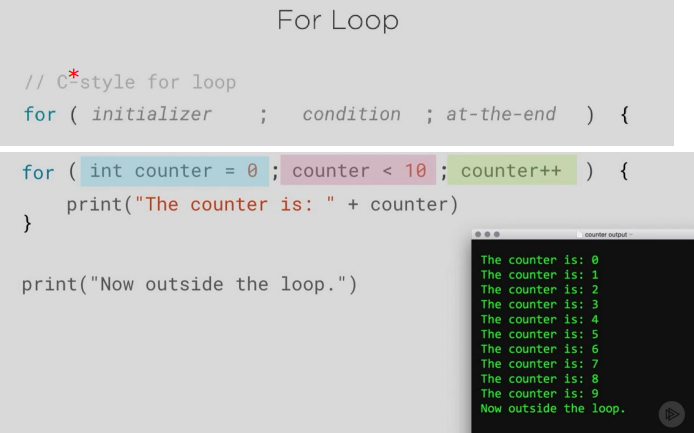 For Loop
*
// C-style for loop
for ( initializer ; condition ; at-the-end ) {
for ( int counter = 0 ; counter < 10 ; counter++ ) {
print("The counter is: " + counter)
}
print("Now outside the loop.")
counter output
The counter is: 0
The counter is: 1
The counter is: 2
The counter is: 3
The counter is: 4
The counter is: 5
The counter is: 6
The counter is: 7
The counter is: 8
The counter is: 9
Now outside the loop.